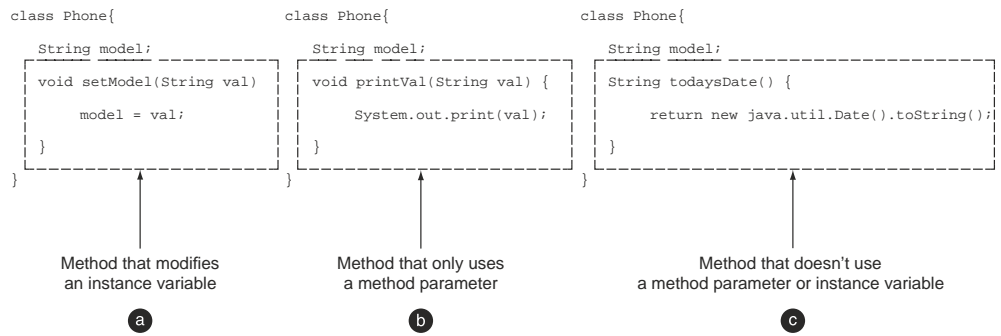 class Phone{
String model;
void setModel(String val)
model = val;
}
}
Method that modifies
an instance variable
a
class Phone{
String model;
void printVal(String val) {
System.out.print(val);
}
}
Method that only uses
a method parameter
b
class Phone{
String model;
String todaysDate() {
return new java.util.Date().toString();
}
}
Method that doesn't use
a method parameter or instance variable
c